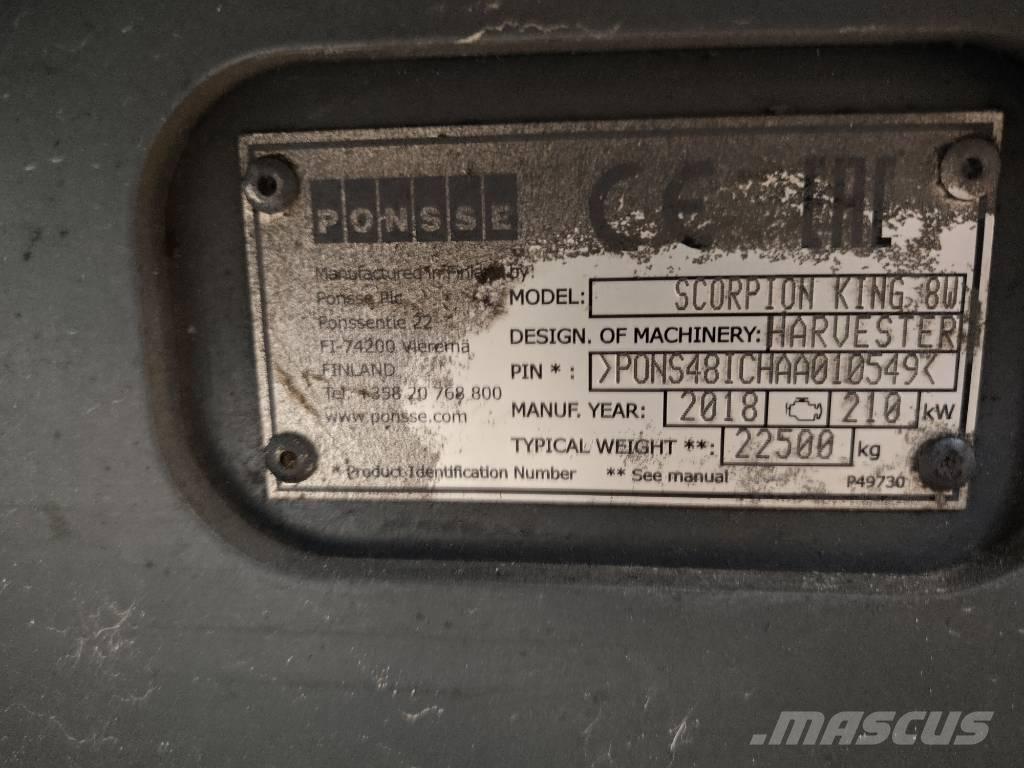 PONSSE CE EAC
Manufactured in Finland by:
Ponsse Plc
Ponssentie 22
FI-74200 Vieremä
FINLAND
Tel. +358 20 768 800
www.ponsse.com
MODEL: SCORPION KING, 8W
DESIGN. OF MACHINERY: HARVESTER
PIN * : >PONS48ICHAA010549<
MANUF. YEAR: 2018 210 kW
TYPICAL WEIGHT **: 22500 kg
* Product Identification Number ** See manual P49730
MASCUS